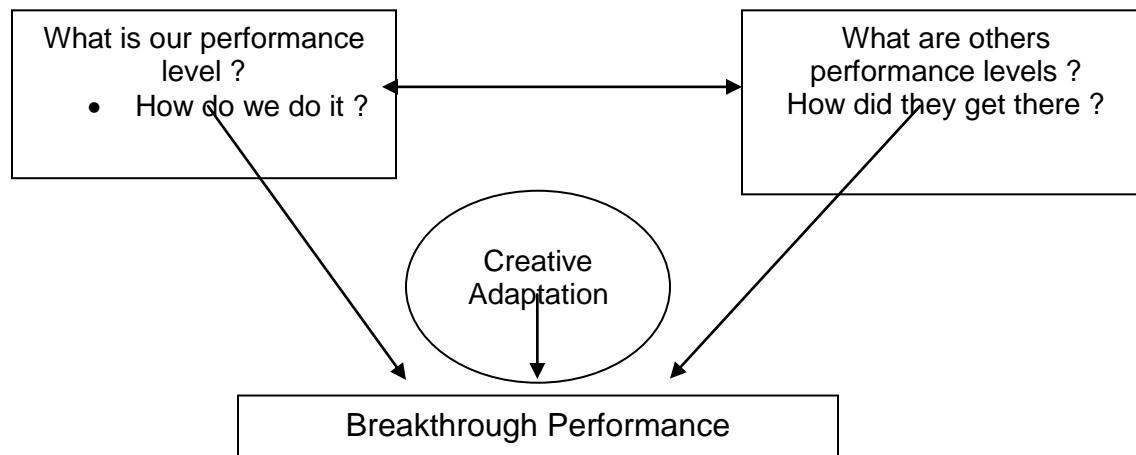 What is our performance
level ?
• How do we do it ?
What are others
performance levels ?
How did they get there ?
Creative
Adaptation
Breakthrough Performance